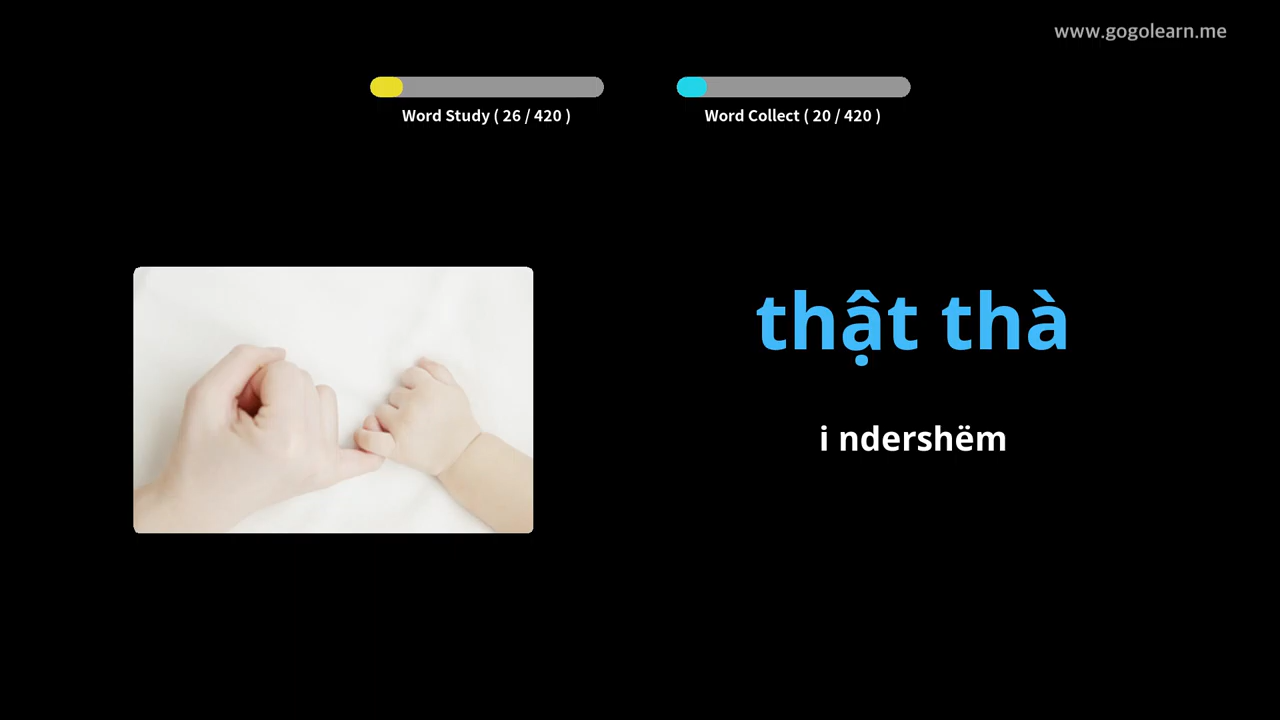 www.gogolearn.me
Word Study ( 26 / 420 )
Word Collect ( 20 / 420 )
thật thà
i ndershëm